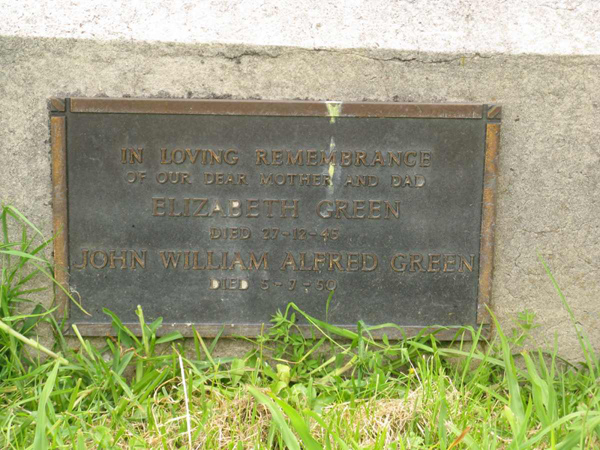 IN LOVING REMEMBRANCE
OF OUR DEAR MOTHER AND DAD
ELIZABETH GREEN
DIED 27-12-45
JOHN WILLIAM ALFRED GREEN
DIED 5-7-60